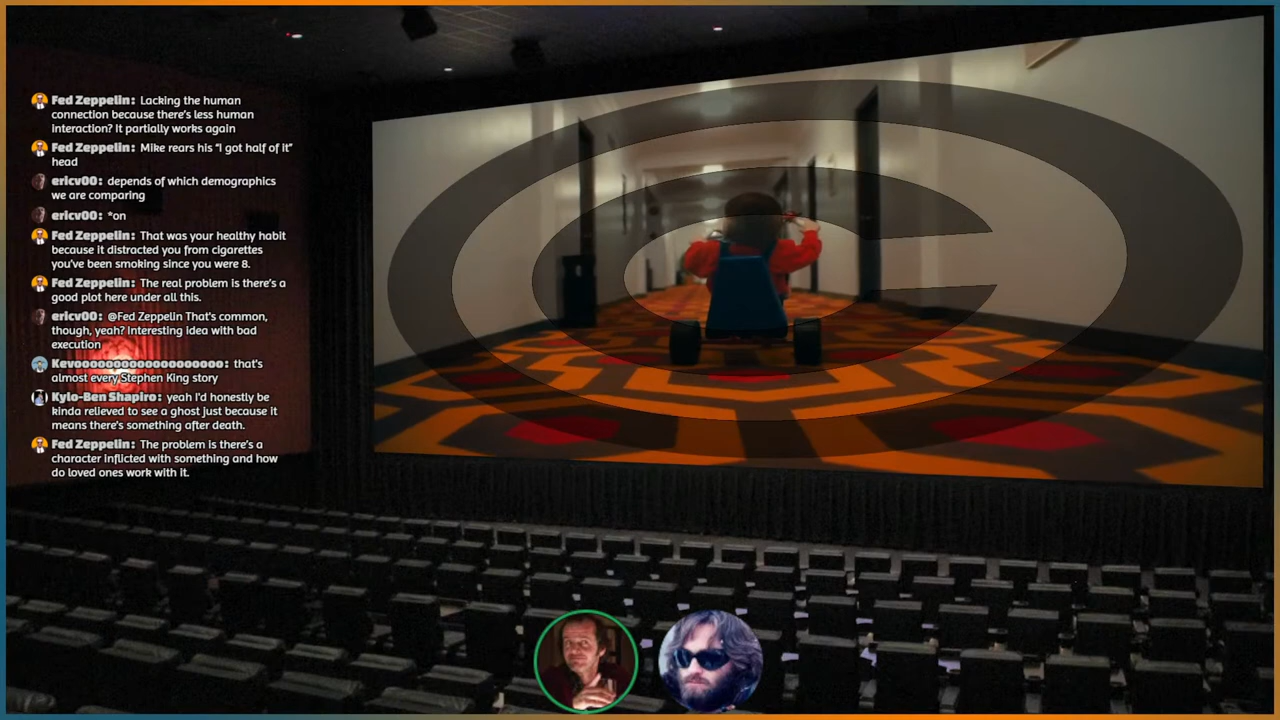 Fed Zeppelin: Lacking the human
connection because there's less human
interaction? It partially works again
Fed Zeppelin: Mike rears his "I got half of it"
head
ericv00: depends of which demographics
we are comparing
ericv00: *on
Fed Zeppelin: That was your healthy habit
because it distracted you from cigarettes
you've been smoking since you were 8.
Fed Zeppelin: The real problem is there's a
good plot here under all this.
ericv00: @Fed Zeppelin That's common,
though, yeah? Interesting idea with bad
execution
Kevooooooooooooooooooo: that's
almost every Stephen King story
Kylo-Ben Shapiro: yeah I'd honestly be
kinda relieved to see a ghost just because it
means there's something after death.
Fed Zeppelin: The problem is there's a
character inflicted with something and how
do loved ones work with it.